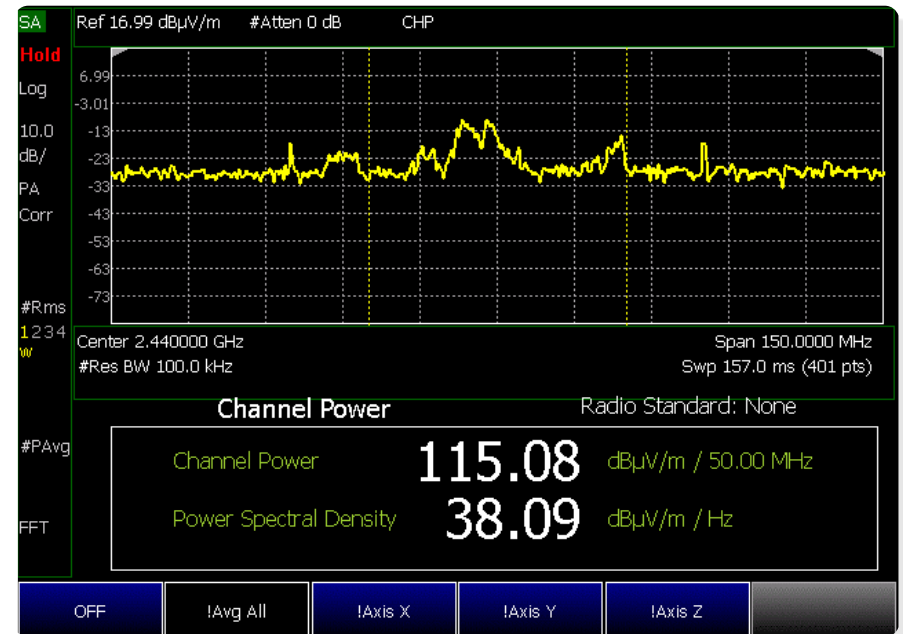 SA
Ref 16.99 dBµV/m #Atten 0 dB CHP
Hold
Log
10.0
dB/
PA
Corr
#Rms
1234
W
#PAvg
FFT
6.99
-3.01
-13
-23
-33
-43
-53
-63
-73
Center 2.440000 GHz Span 150.0000 MHz
#Res BW 100.0 kHz Swp 157.0 ms (401 pts)
Channel Power Radio Standard: None
Channel Power 115.08 dBµV/m / 50.00 MHz
Power Spectral Density 38.09 dBµV/m / Hz
OFF !Avg All !Axis X !Axis Y !Axis Z